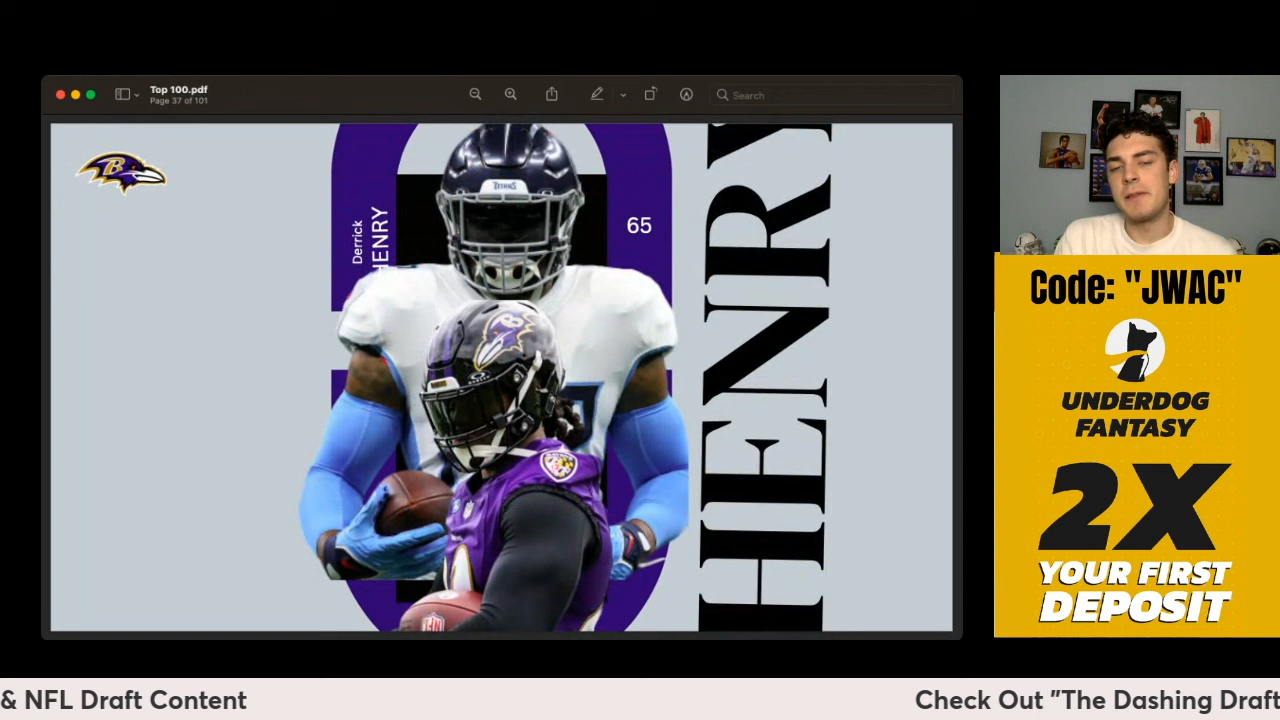 Top 100.pdf
Page 37 of 101
Search
Derrick
HENRY
65
TITANS
HENRY
Code: "JWAC"
UNDERDOG
FANTASY
2X
YOUR FIRST
DEPOSIT
& NFL Draft Content
Check Out "The Dashing Draft